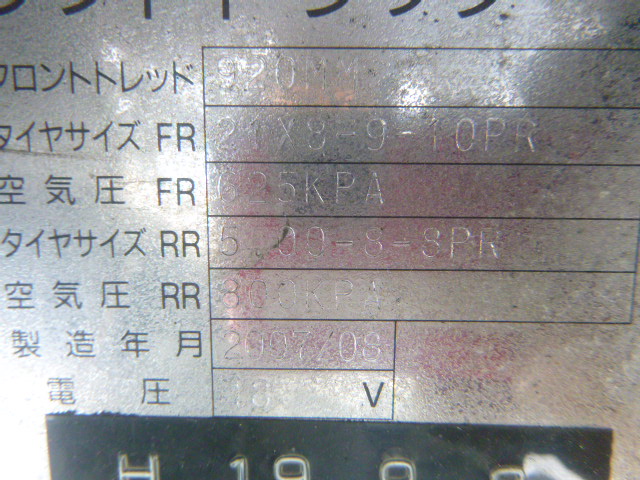 フロントトレッド 920MM
タイヤサイズ FR 21X8-9-10PR
空気圧 FR 625KPA
タイヤサイズ RR 5.00-8-8PR
空気圧 RR
製造年月 2007/08
電圧 V
H 19